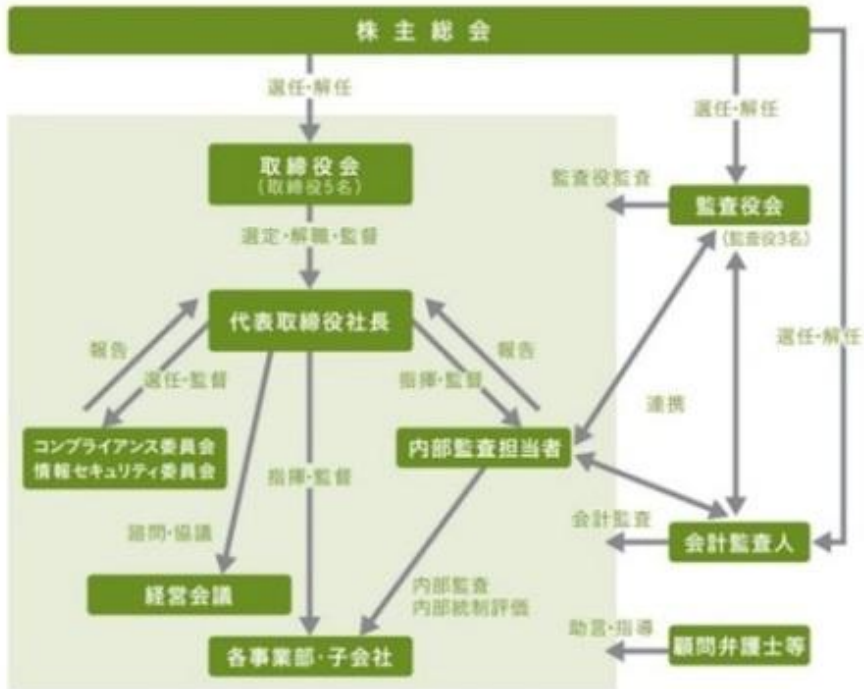 株主総会
選任・解任
選任・解任
取締役会
(取締役5名)
監査役監査
監査役会
(監査役3名)
選定・解職・監督
代表取締役社長
選任・解任
報告
選任・監督
指揮・監督
報告
連携
コンプライアンス委員会
情報セキュリティ委員会
内部監査担当者
指揮・監督
諮問・協議
会計監査
会計監査人
経営会議
内部監査
内部統制評価
助言・指導
各事業部・子会社
顧問弁護士等